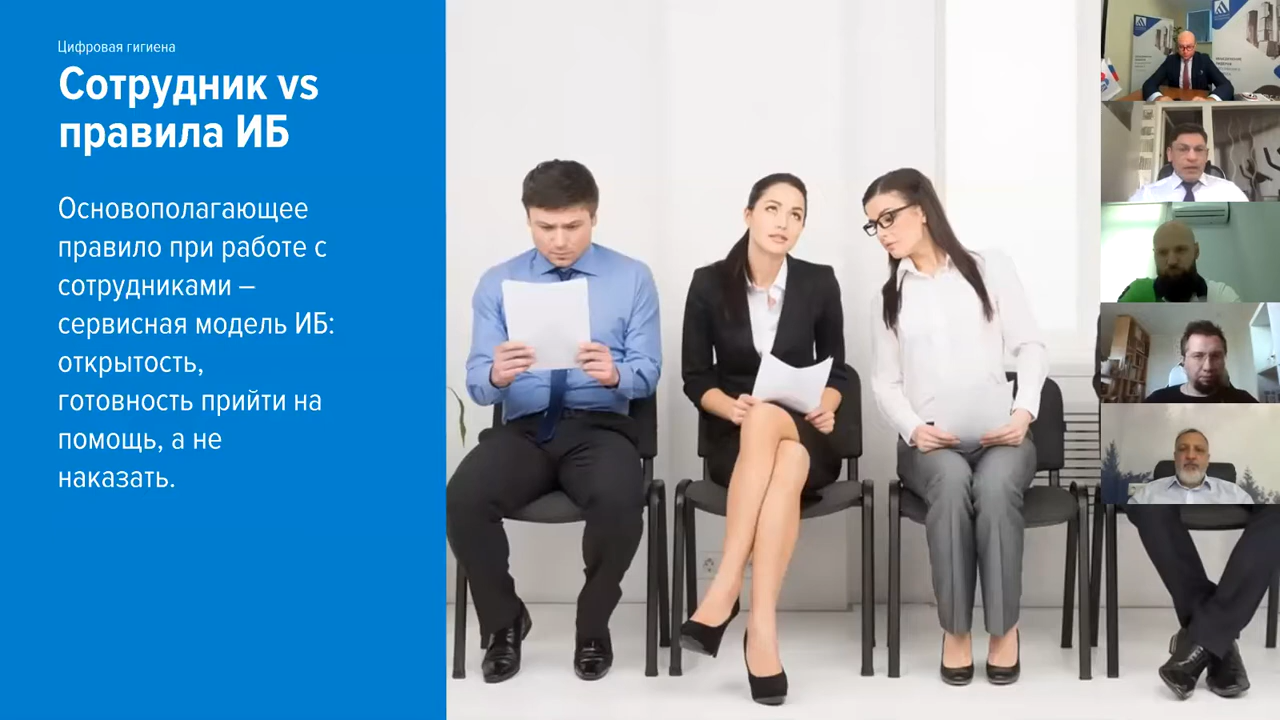 Цифровая гигиена
Сотрудник vs
правила ИБ
Основополагающее
правило при работе с
сотрудниками –
сервисная модель ИБ:
открытость,
готовность прийти на
помощь, а не
наказать.